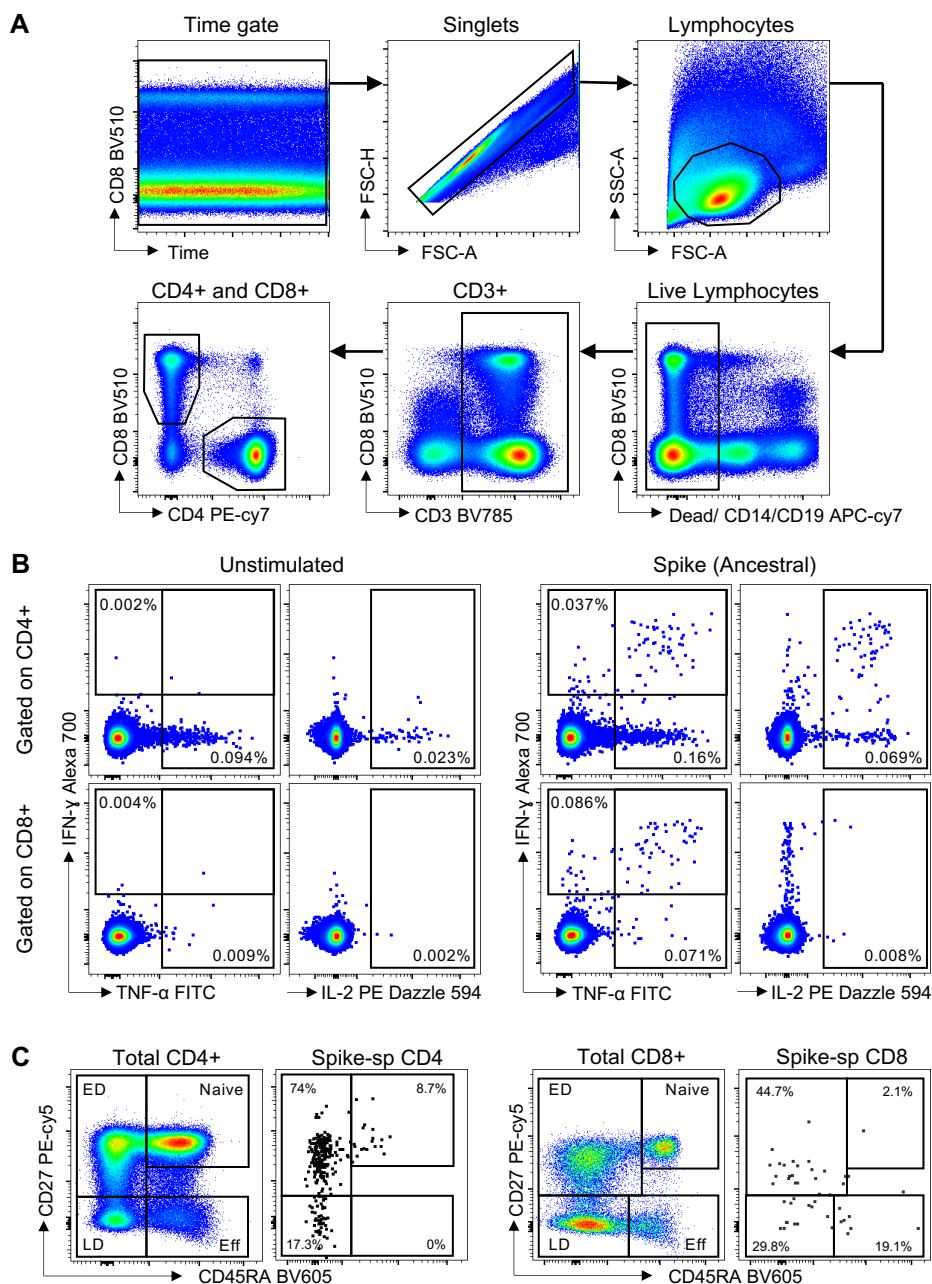 A
Time gate
Singlets
Lymphocytes
CD8 BV510
Time
FSC-H
FSC-A
SSC-A
FSC-A
CD4+ and CD8+
CD3+
Live Lymphocytes
CD8 BV510
CD4 PE-cy7
CD8 BV510
CD3 BV785
CD8 BV510
Dead/ CD14/CD19 APC-cy7
B
Unstimulated
Spike (Ancestral)
Gated on CD4+
0.002%
0.094%
0.023%
0.037%
0.16%
0.069%
Gated on CD8+
0.004%
0.009%
0.002%
0.086%
0.071%
0.008%
IFN-γ Alexa 700
TNF-α FITC
IL-2 PE Dazzle 594
IFN-γ Alexa 700
TNF-α FITC
IL-2 PE Dazzle 594
C
Total CD4+
Spike-sp CD4
Total CD8+
Spike-sp CD8
CD27 PE-cy5
ED
Naive
LD
Eff
74%
8.7%
17.3%
0%
CD45RA BV605
CD27 PE-cy5
ED
Naive
LD
Eff
44.7%
2.1%
29.8%
19.1%
CD45RA BV605